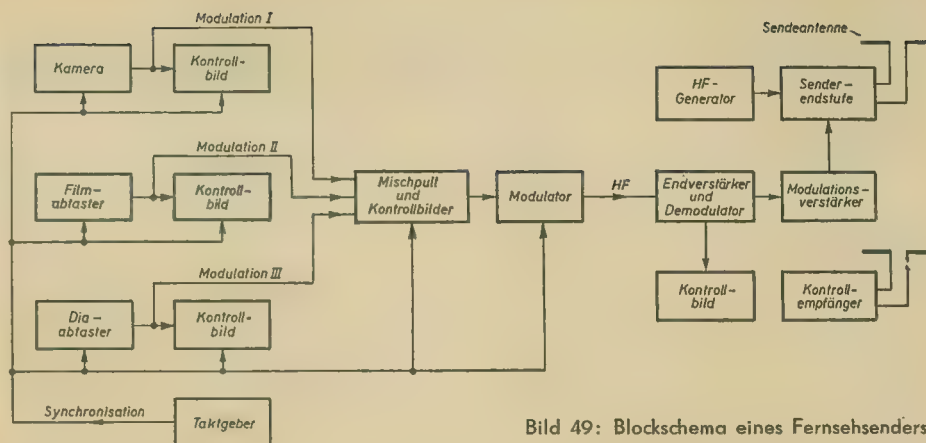 Modulation I
Kamera
Kontroll-
bild
Modulation II
Film-
abtaster
Kontroll-
bild
Modulation III
Dia-
abtaster
Kontroll-
bild
Synchronisation
Taktgeber
Mischpult
und
Kontrollbilder
Modulator
HF
Endverstärker
und
Demodulator
Kontroll-
bild
Sendeantenne
HF-
Generator
Sender-
endstufe
Modulations-
verstärker
Kontroll-
empfänger
Bild 49: Blockschema eines Fernsehsenders